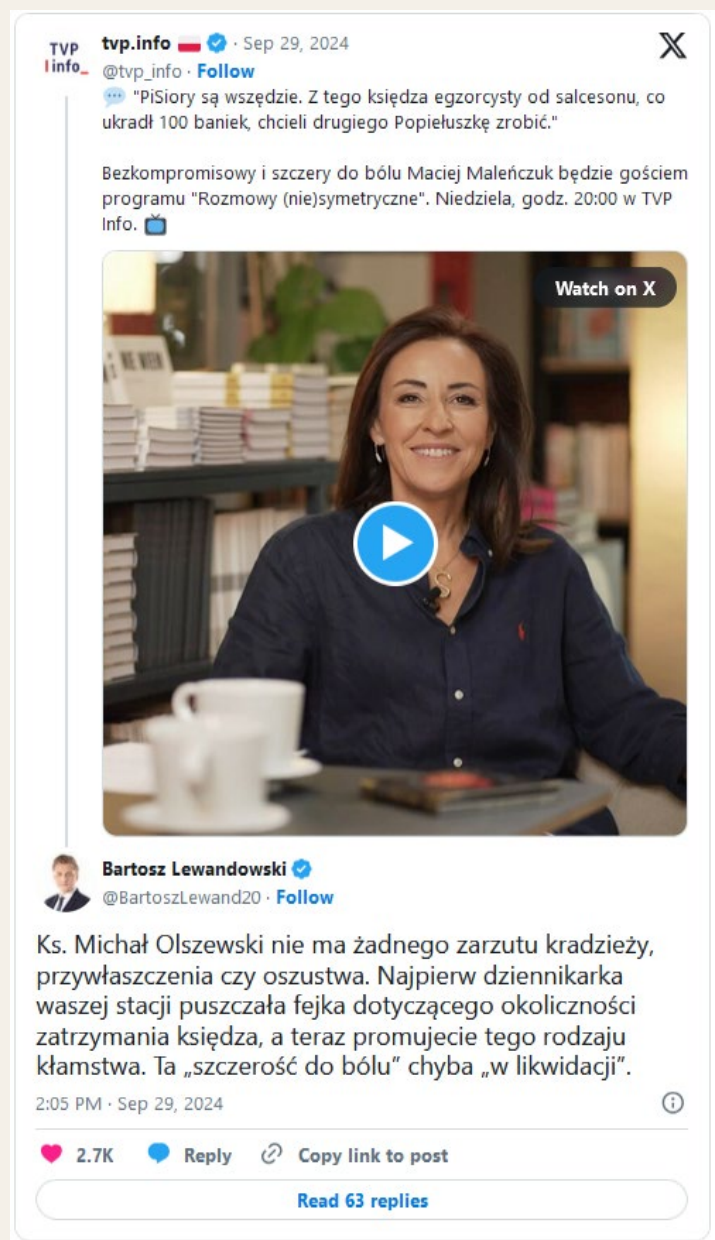 TVP
info_
tvp.info · Sep 29, 2024
@tvp_info · Follow
"PiSiory są wszędzie. Z tego księdza egzorcysty od salcesonu, co
ukradł 100 baniek, chcieli drugiego Popiełuszkę zrobić."
Bezkompromisowy i szczery do bólu Maciej Maleńczuk będzie gościem
programu "Rozmowy (nie)symetryczne". Niedziela, godz. 20:00 w TVP
Info.
Watch on X
Bartosz Lewandowski
@BartoszLewand20 · Follow
Ks. Michał Olszewski nie ma żadnego zarzutu kradzieży,
przywłaszczenia czy oszustwa. Najpierw dziennikarka
waszej stacji puszczała fejka dotyczącego okoliczności
zatrzymania księdza, a teraz promujecie tego rodzaju
kłamstwa. Ta „szczerość do bólu” chyba „w likwidacji”.
2:05 PM · Sep 29, 2024
2.7K Reply Copy link to post
Read 63 replies